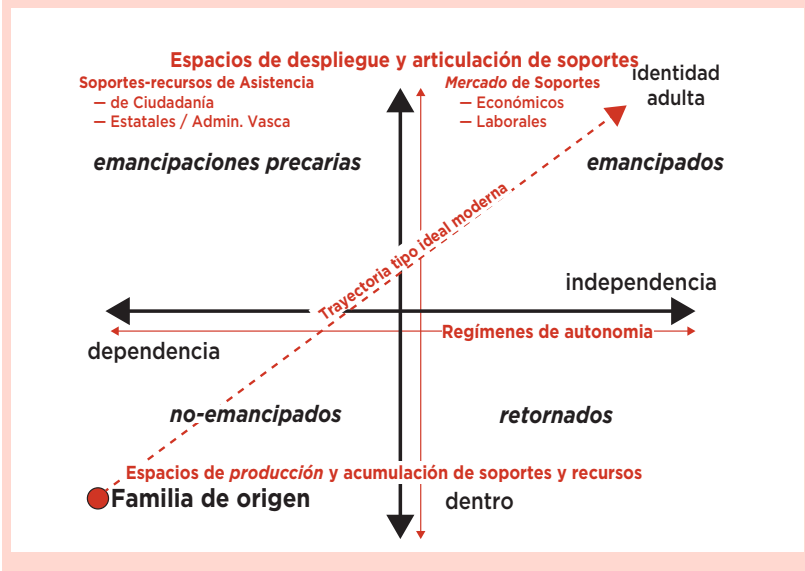 Espacios de despliegue y articulación de soportes
Soportes-recursos de Asistencia
— de Ciudadanía
— Estatales / Admin. Vasca
Mercado de Soportes
— Económicos
— Laborales
identidad
adulta
emancipaciones precarias
emancipados
Trayectoria tipo ideal moderna
independencia
Regímenes de autonomia
dependencia
no-emancipados
retornados
Espacios de producción y acumulación de soportes y recursos
Familia de origen
dentro